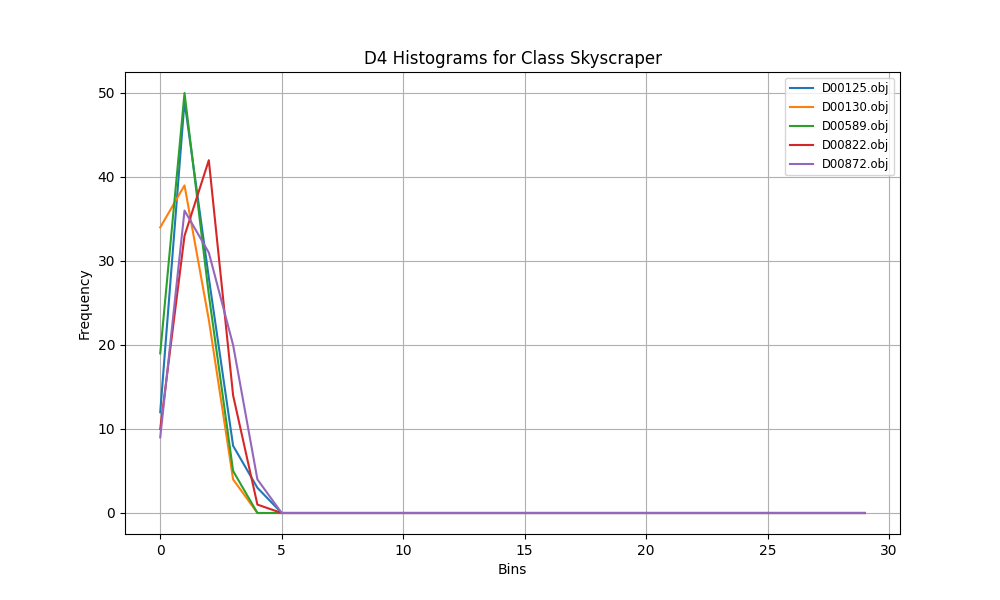 D4 Histograms for Class Skyscraper
D00125.obj
D00130.obj
D00589.obj
D00822.obj
D00872.obj
Frequency
50
40
30
20
10
0
0 5 10 15 20 25 30
Bins